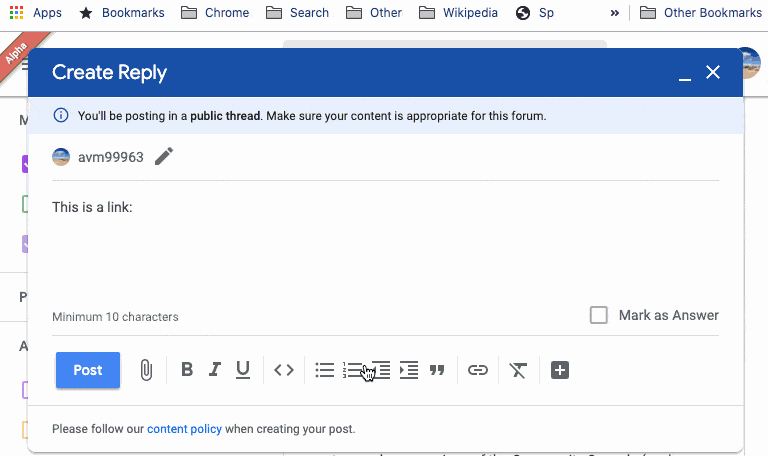 Apps Bookmarks Chrome Search Other Wikipedia Sp » Other Bookmarks
Alpha
Create Reply
You'll be posting in a public thread. Make sure your content is appropriate for this forum.
M
avm99963
This is a link:
P
Minimum 10 characters
Mark as Answer
A
Post B I U
Please follow our content policy when creating your post.